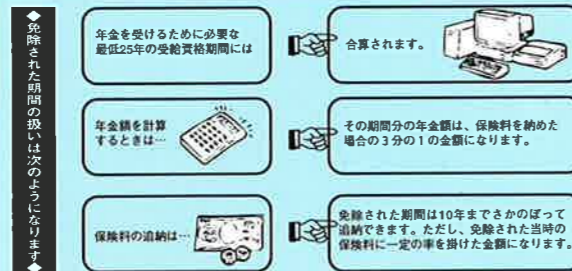 ◆免除された期間の扱いは次のようになります◆
年金を受けるために必要な
最低25年の受給資格期間には
合算されます。
年金額を計算
するときは…
その期間分の年金額は、保険料を納めた
場合の3分の1の金額になります。
保険料の追納は…
免除された期間は10年までさかのぼって
追納できます。ただし、免除された当時の
保険料に一定の率を掛けた金額になります。